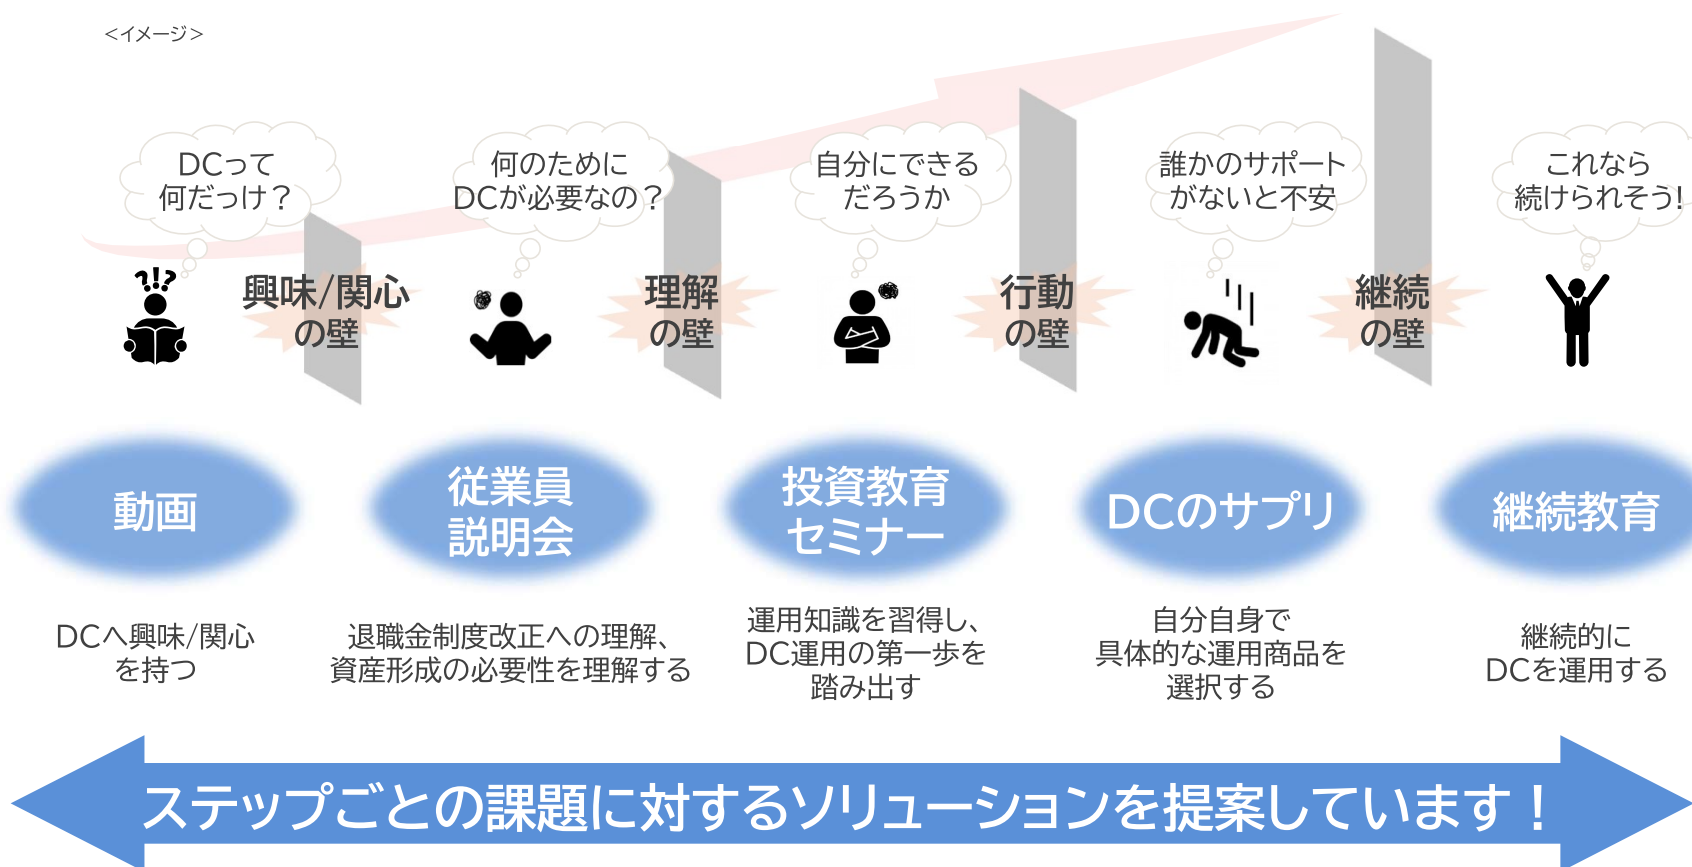 ＜イメージ＞
DCって
何だっけ？
何のために
DCが必要なの？
自分にできる
だろうか
誰かのサポート
がないと不安
これなら
続けられそう!
?!?
興味/関心
の壁
理解
の壁
行動
の壁
継続
の壁
動画
従業員
説明会
投資教育
セミナー
DCのサプリ
継続教育
DCへ興味/関心
を持つ
退職金制度改正への理解、
資産形成の必要性を理解する
運用知識を習得し、
DC運用の第一歩を
踏み出す
自分自身で
具体的な運用商品を
選択する
継続的に
DCを運用する
ステップごとの課題に対するソリューションを提案しています！